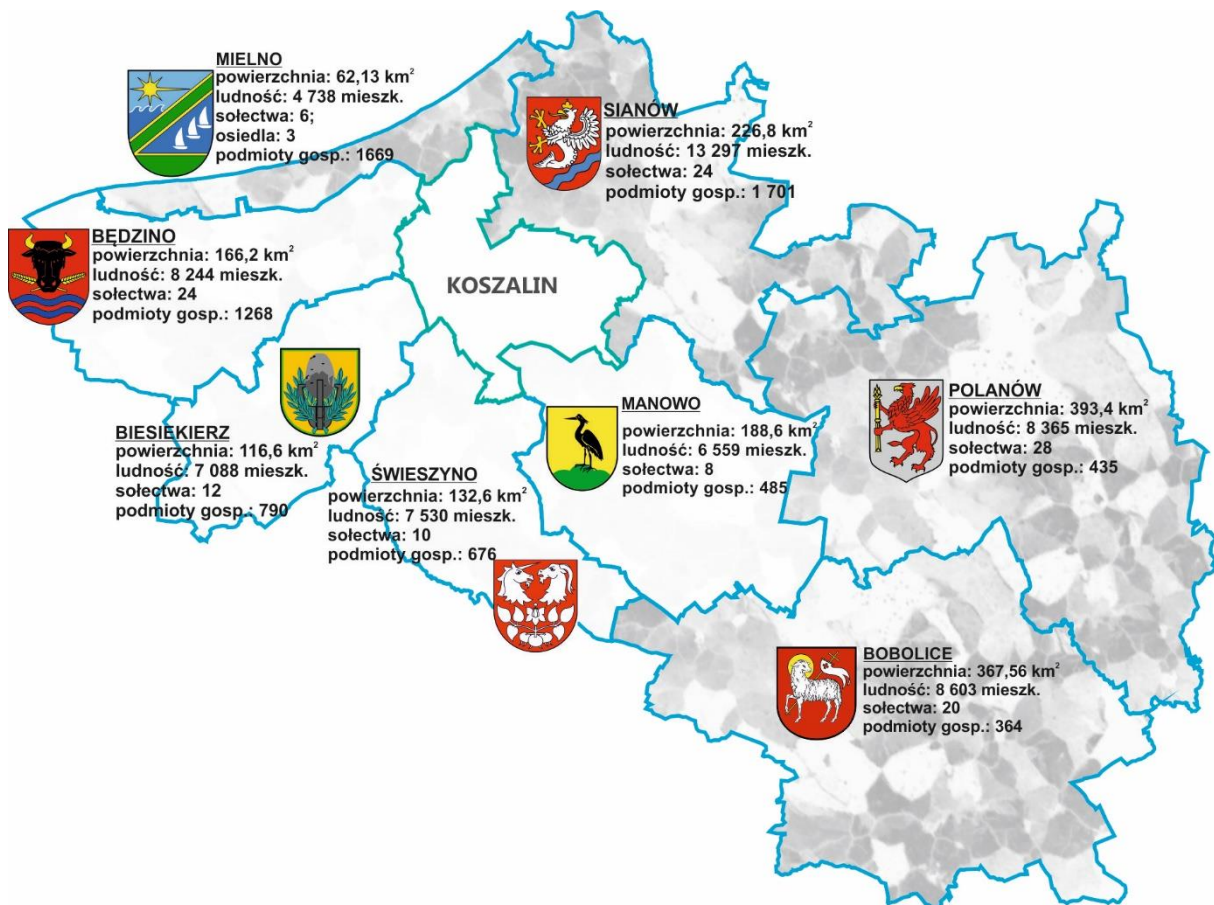 MIELNO
powierzchnia: 62,13 km²
ludność: 4 738 mieszk.
sołectwa: 6;
osiedla: 3
podmioty gosp.: 1669
SIANÓW
powierzchnia: 226,8 km²
ludność: 13 297 mieszk.
sołectwa: 24
podmioty gosp.: 1 701
BĘDZINO
powierzchnia: 166,2 km²
ludność: 8 244 mieszk.
sołectwa: 24
podmioty gosp.: 1268
KOSZALIN
BIESIEKIERZ
powierzchnia: 116,6 km²
ludność: 7 088 mieszk.
sołectwa: 12
podmioty gosp.: 790
ŚWIESZYNO
powierzchnia: 132,6 km²
ludność: 7 530 mieszk.
sołectwa: 10
podmioty gosp.: 676
MANOWO
powierzchnia: 188,6 km²
ludność: 6 559 mieszk.
sołectwa: 8
podmioty gosp.: 485
POLANÓW
powierzchnia: 393,4 km²
ludność: 8 365 mieszk.
sołectwa: 28
podmioty gosp.: 435
BOBOLICE
powierzchnia: 367,56 km²
ludność: 8 603 mieszk.
sołectwa: 20
podmioty gosp.: 364